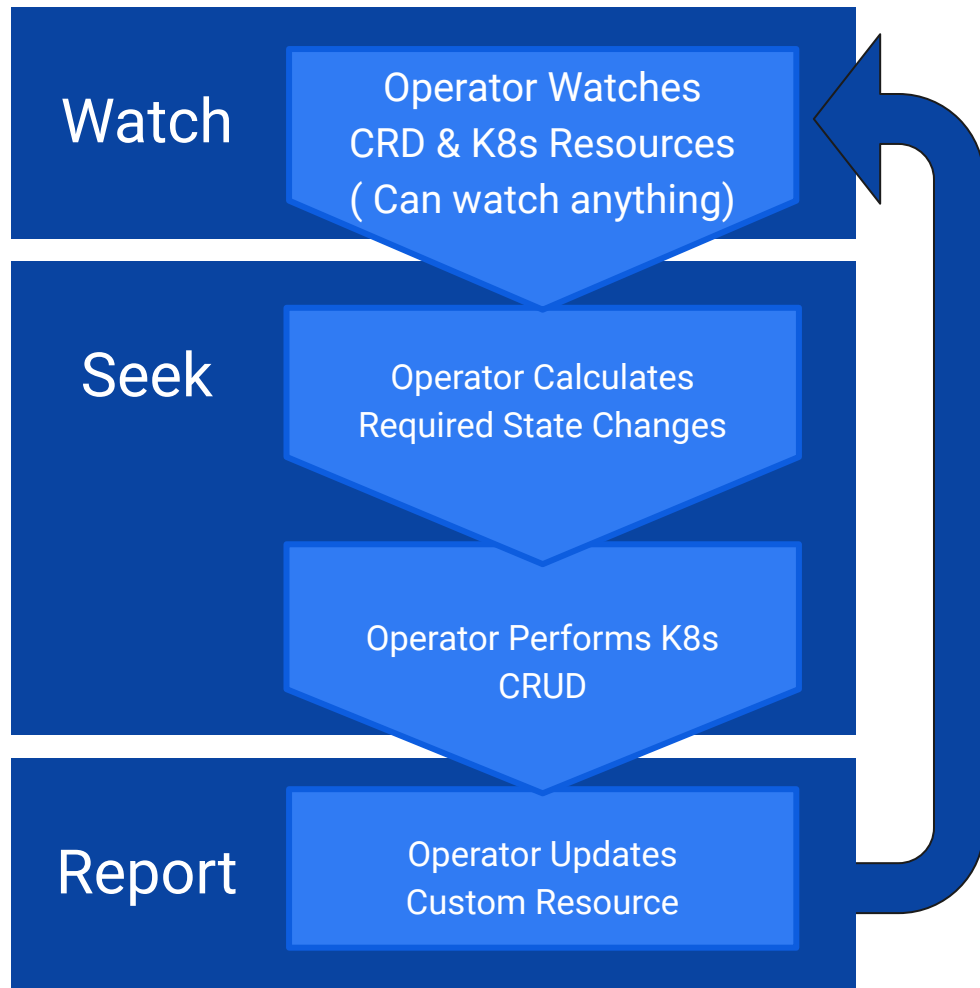 Watch
Operator Watches
CRD & K8s Resources
( Can watch anything)
Seek
Operator Calculates
Required State Changes
Operator Performs K8s
CRUD
Report
Operator Updates
Custom Resource